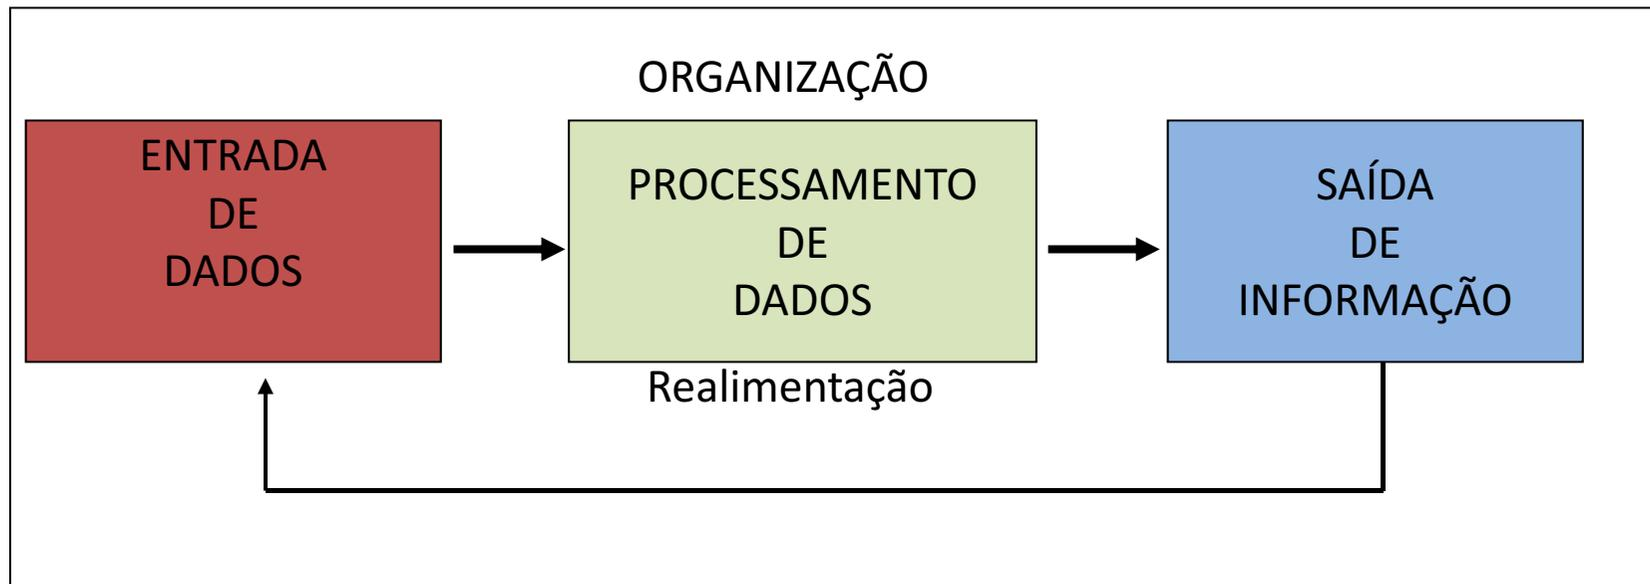 ORGANIZAÇÃO
ENTRADA
DE
DADOS
PROCESSAMENTO
DE
DADOS
SAÍDA
DE
INFORMAÇÃO
Realimentação